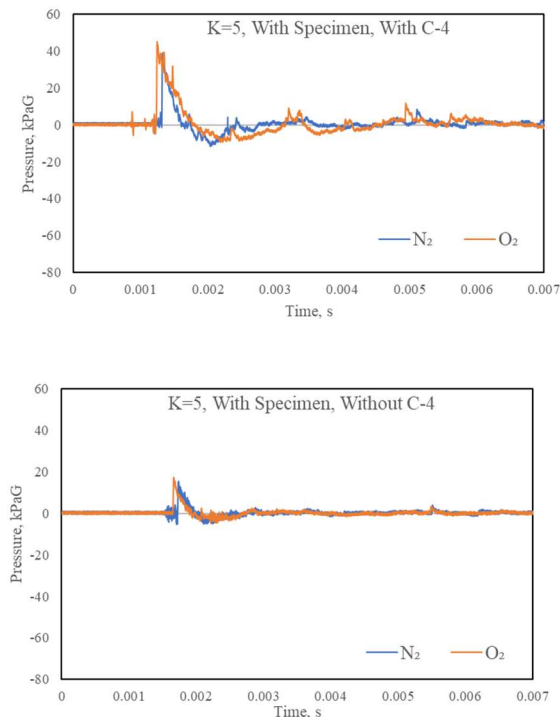 K=5, With Specimen, With C-4
60
40
20
0
-20
-40
-60
-80
Pressure, kPaG
N₂ O₂
0 0.001 0.002 0.003 0.004 0.005 0.006 0.007
Time, s
K=5, With Specimen, Without C-4
60
40
20
0
-20
-40
-60
-80
Pressure, kPaG
N₂ O₂
0 0.001 0.002 0.003 0.004 0.005 0.006 0.007
Time, s